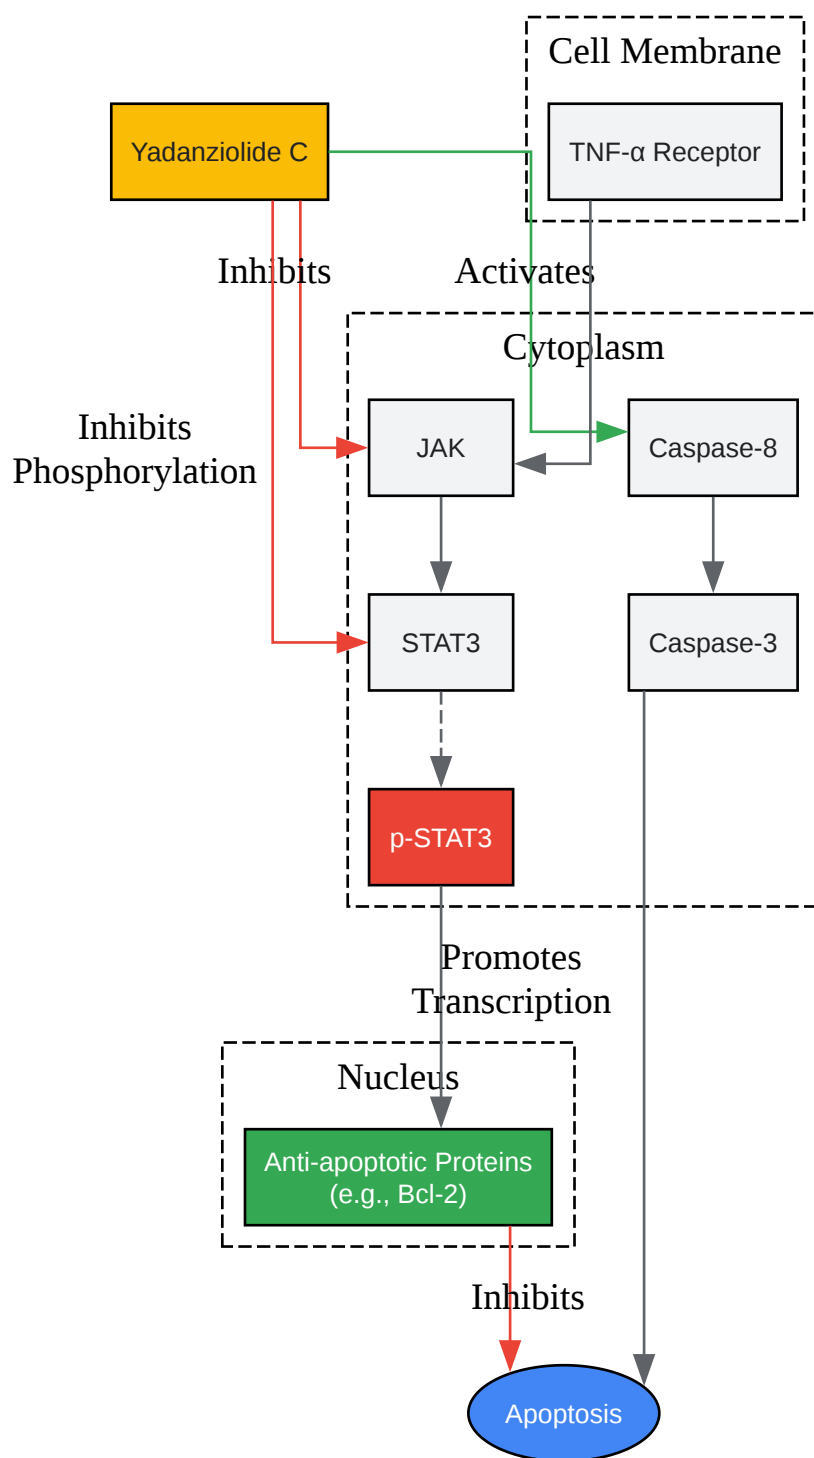 Cell Membrane
Yadanziolide C
TNF-α Receptor
Inhibits
Activates
Cytoplasm
Inhibits
Phosphorylation
JAK
Caspase-8
STAT3
Caspase-3
p-STAT3
Promotes
Transcription
Nucleus
Anti-apoptotic Proteins
(e.g., Bcl-2)
Inhibits
Apoptosis